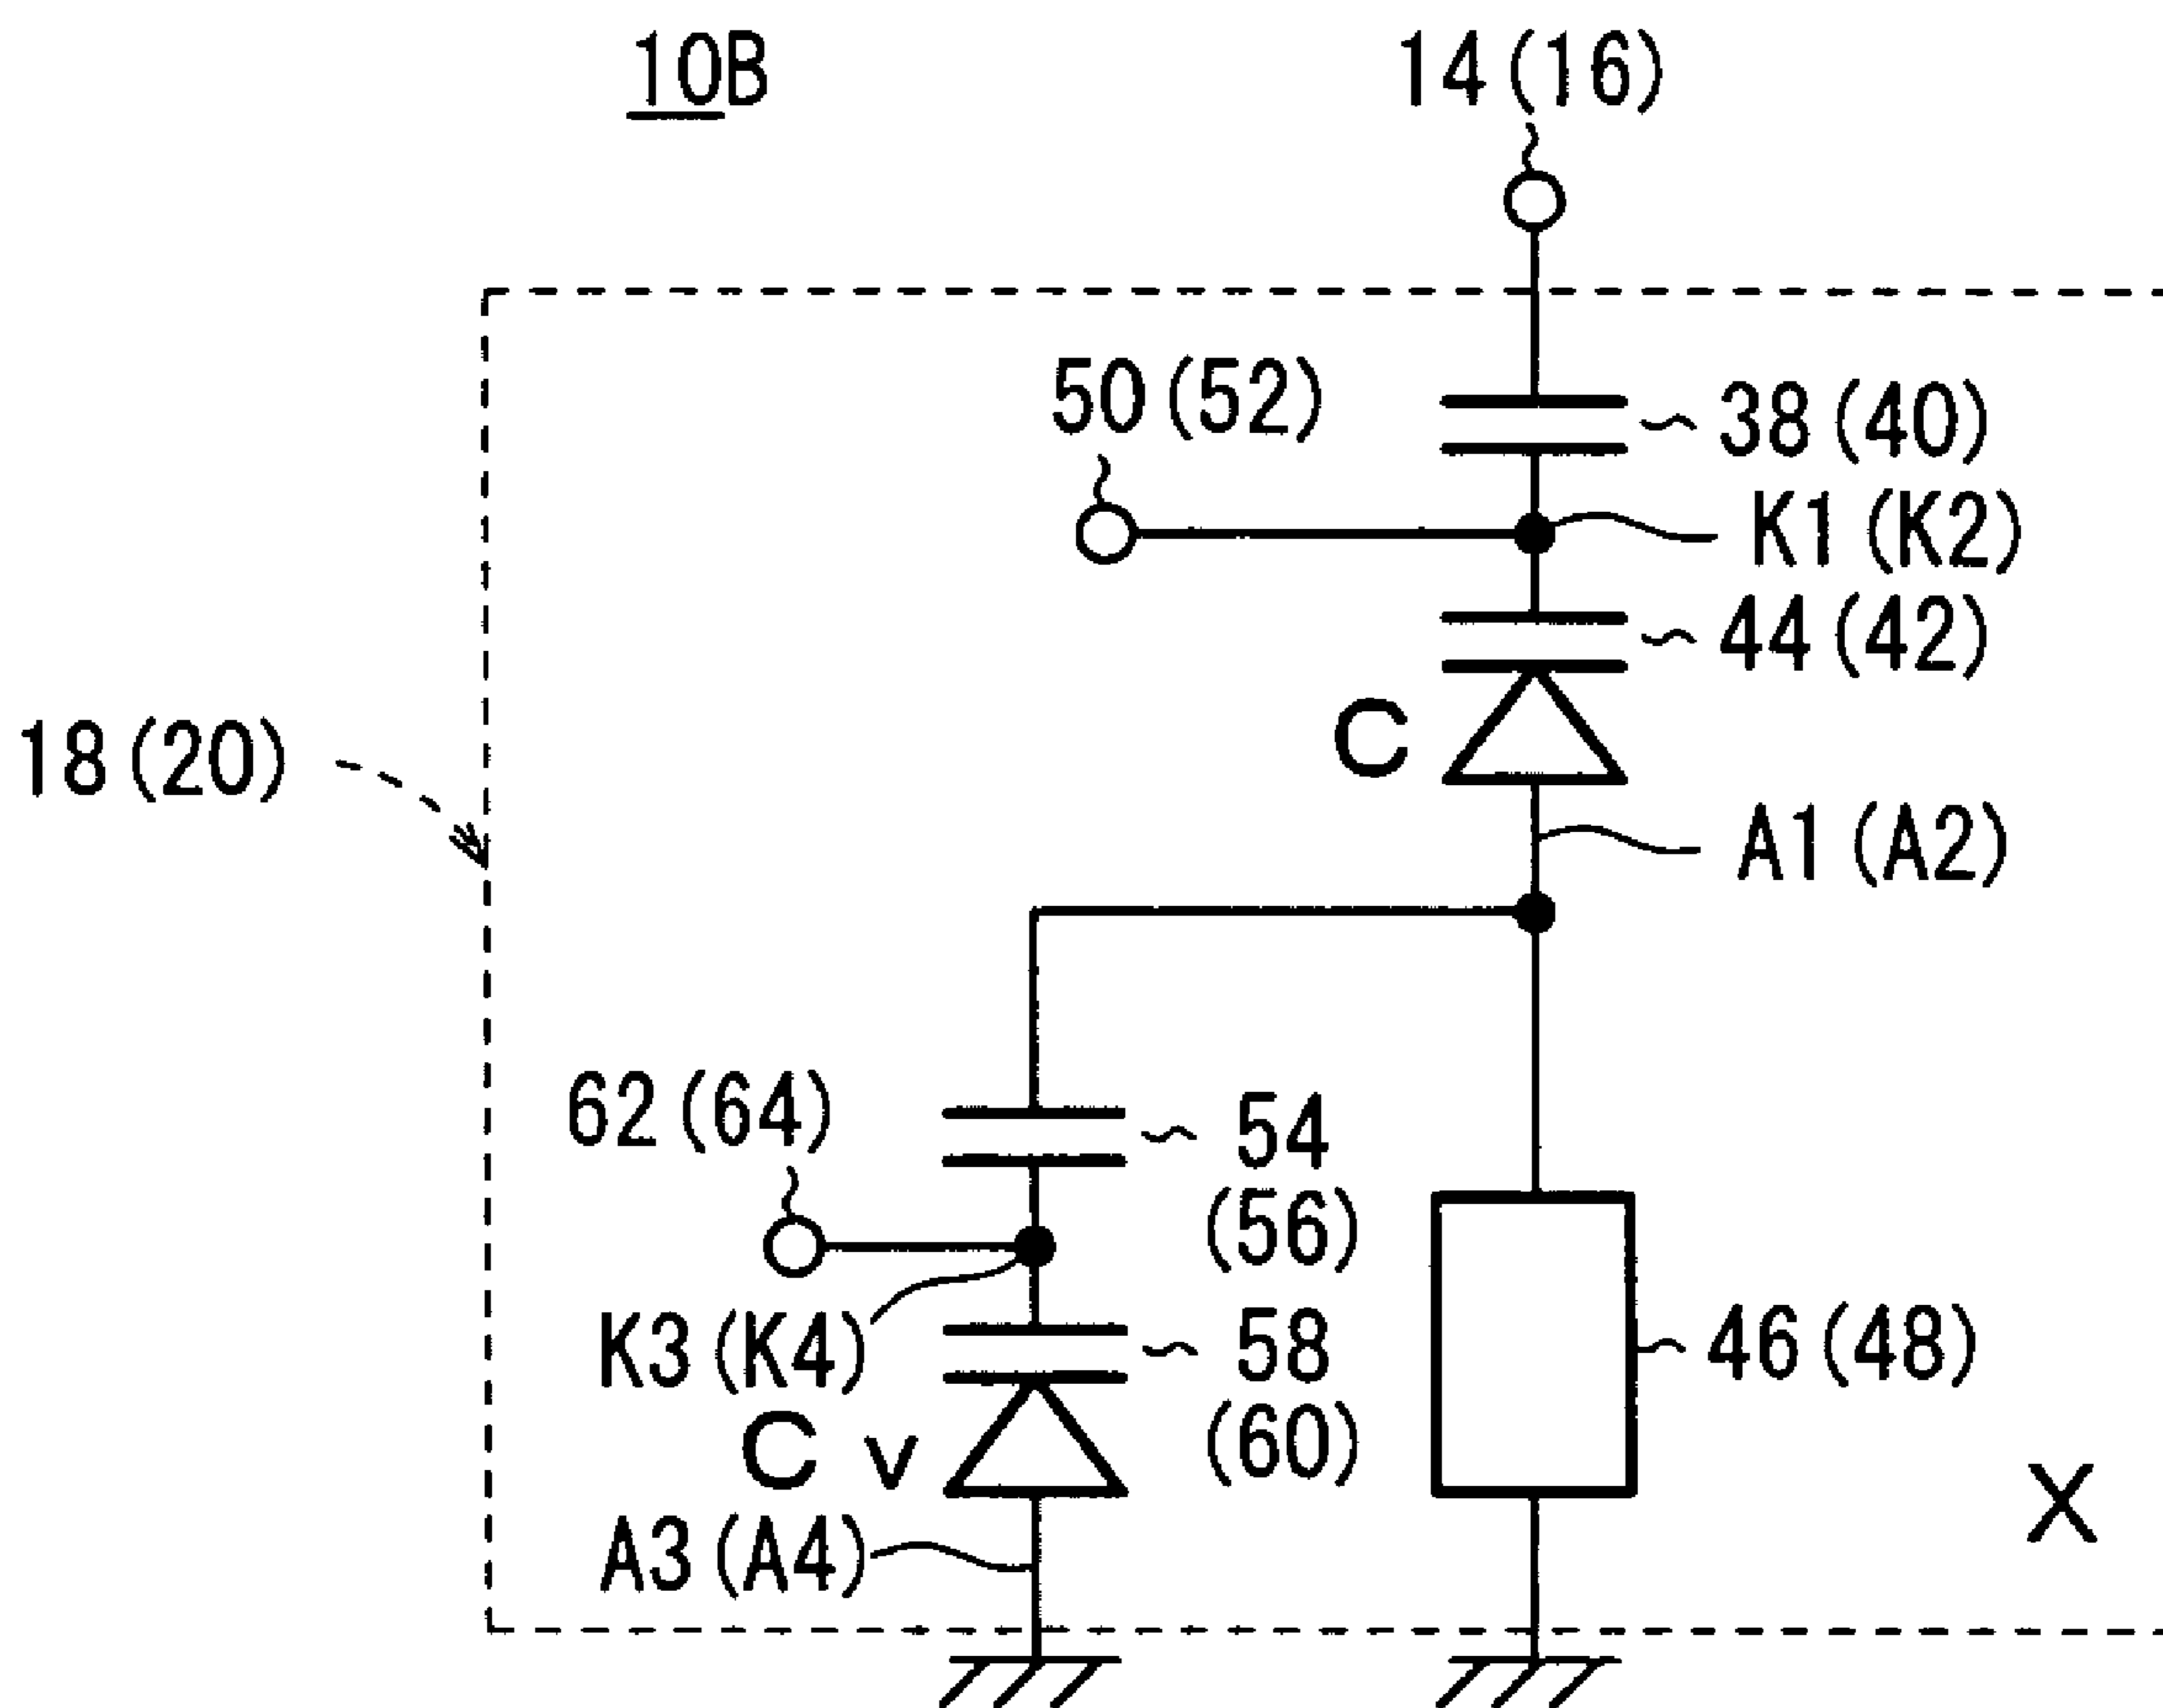 10B
14(16)
50(52)
38(40)
K1(K2)
44(42)
C
18(20)
A1(A2)
62(64)
54
(56)
K3(K4)
58
(60)
46(48)
Cv
X
A3(A4)